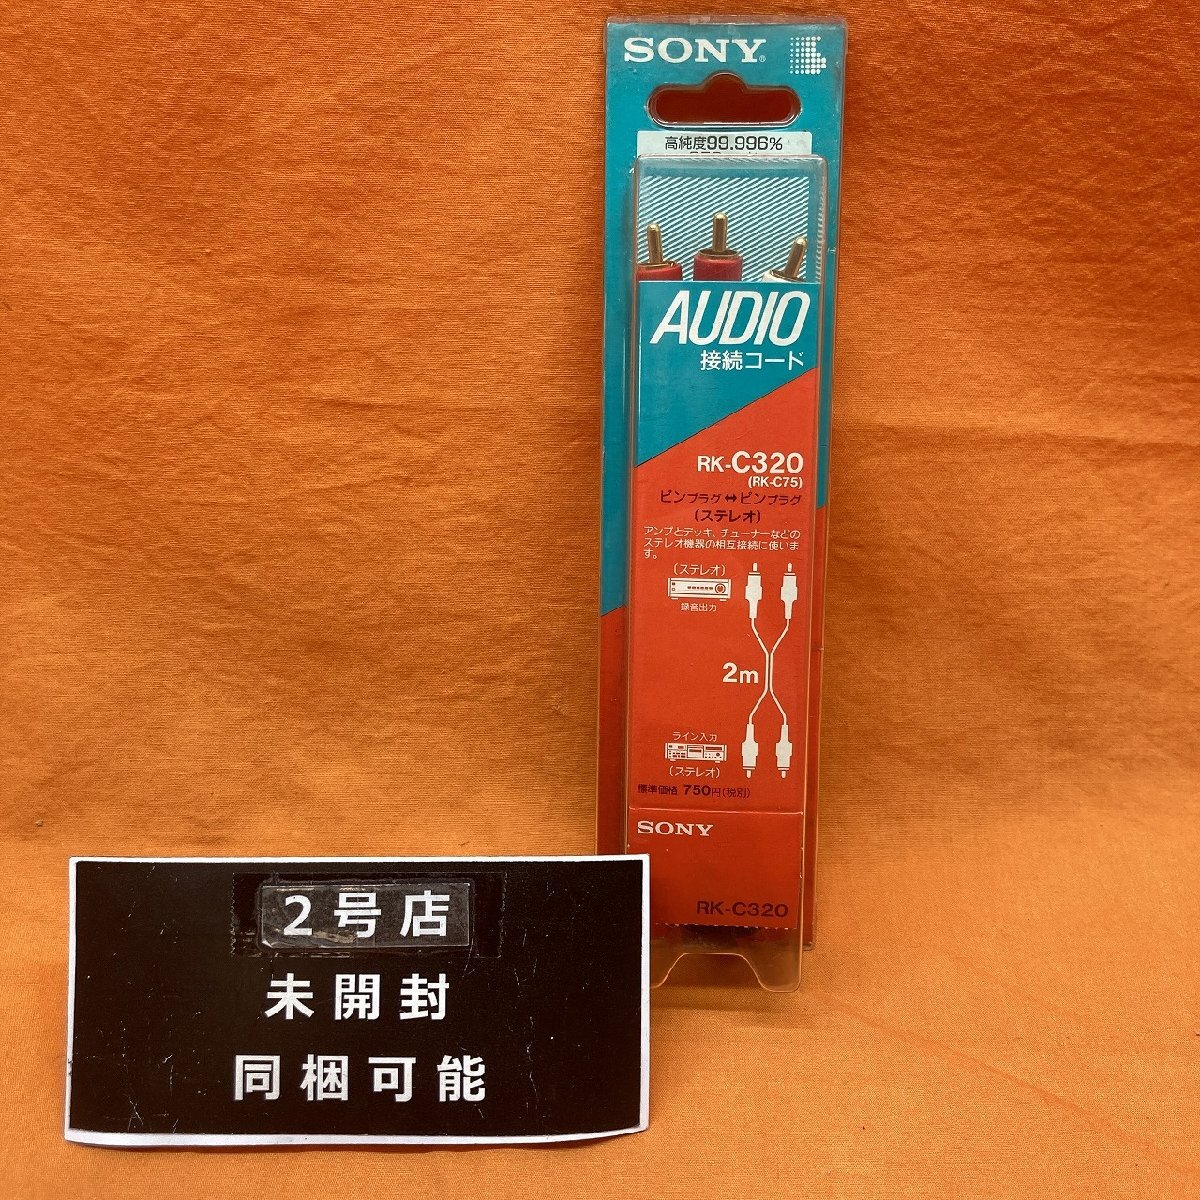 SONY
高純度99.996%
AUDIO
接続コード
RK-C320
(RK-C75)
ピンプラグ↔ピンプラグ
(ステレオ)
アンプとデッキ、チューナーなどの
ステレオ機器の相互接続に使いま
す。
(ステレオ)
録音出力
2m
ライン入力
(ステレオ)
標準価格 750円(税別)
SONY
RK-C320
2号店
未開封
同梱可能